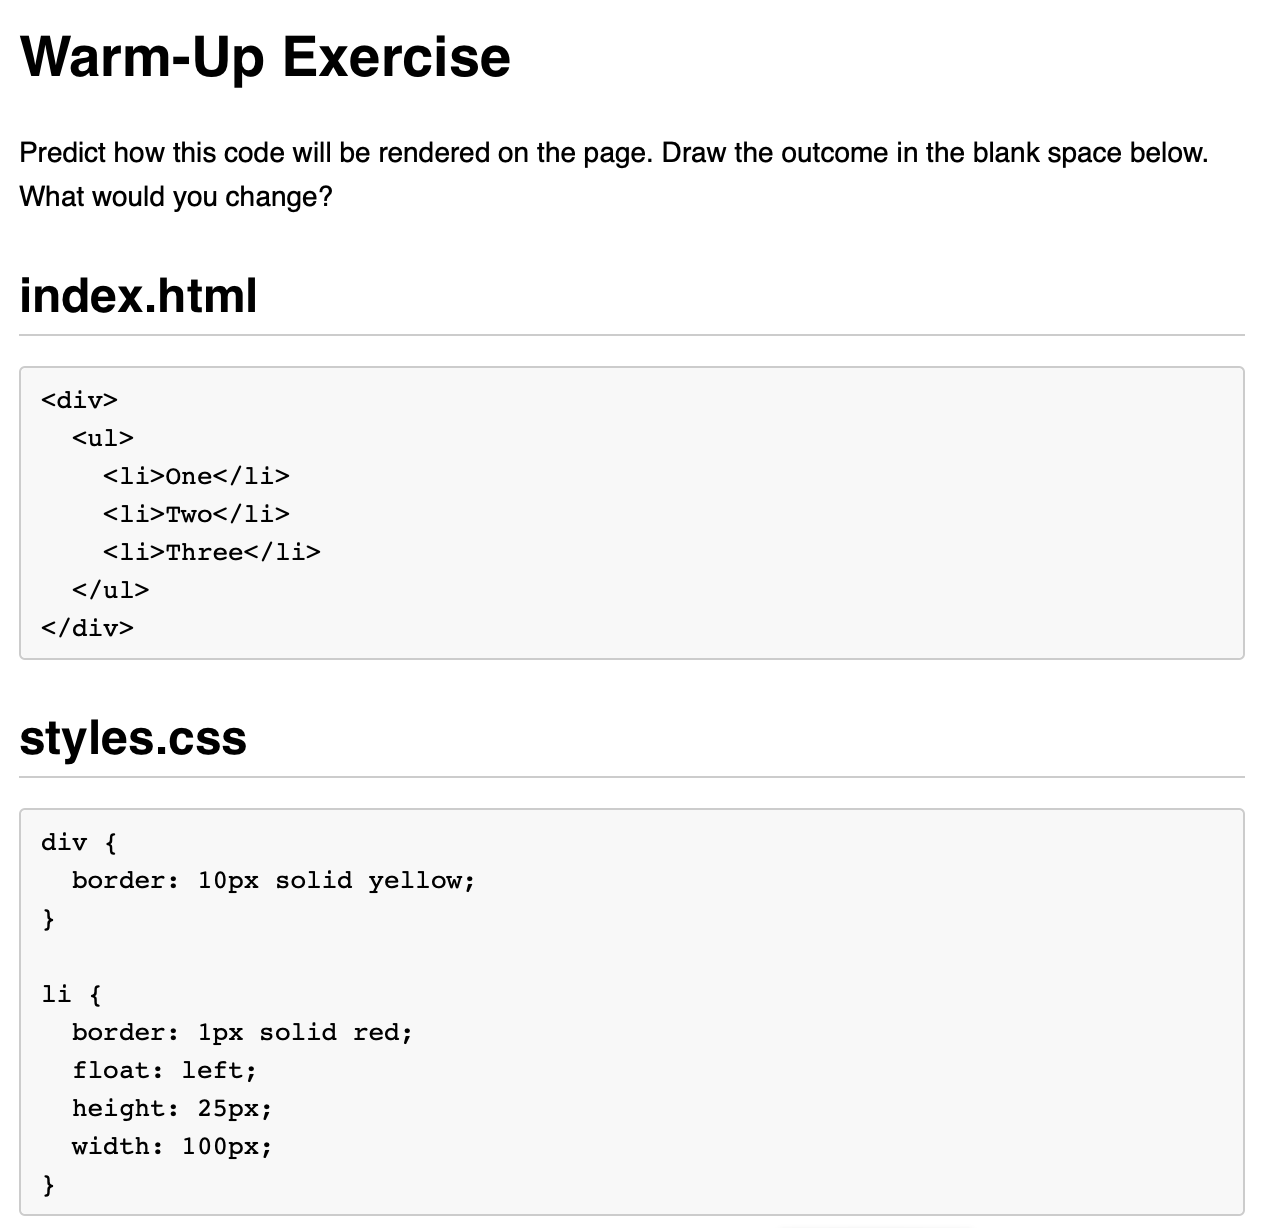 Warm-Up Exercise
Predict how this code will be rendered on the page. Draw the outcome in the blank space below.
What would you change?
index.html
<div>
  <ul>
    <li>One</li>
    <li>Two</li>
    <li>Three</li>
  </ul>
</div>
styles.css
div {
  border: 10px solid yellow;
}
li {
  border: 1px solid red;
  float: left;
  height: 25px;
  width: 100px;
}